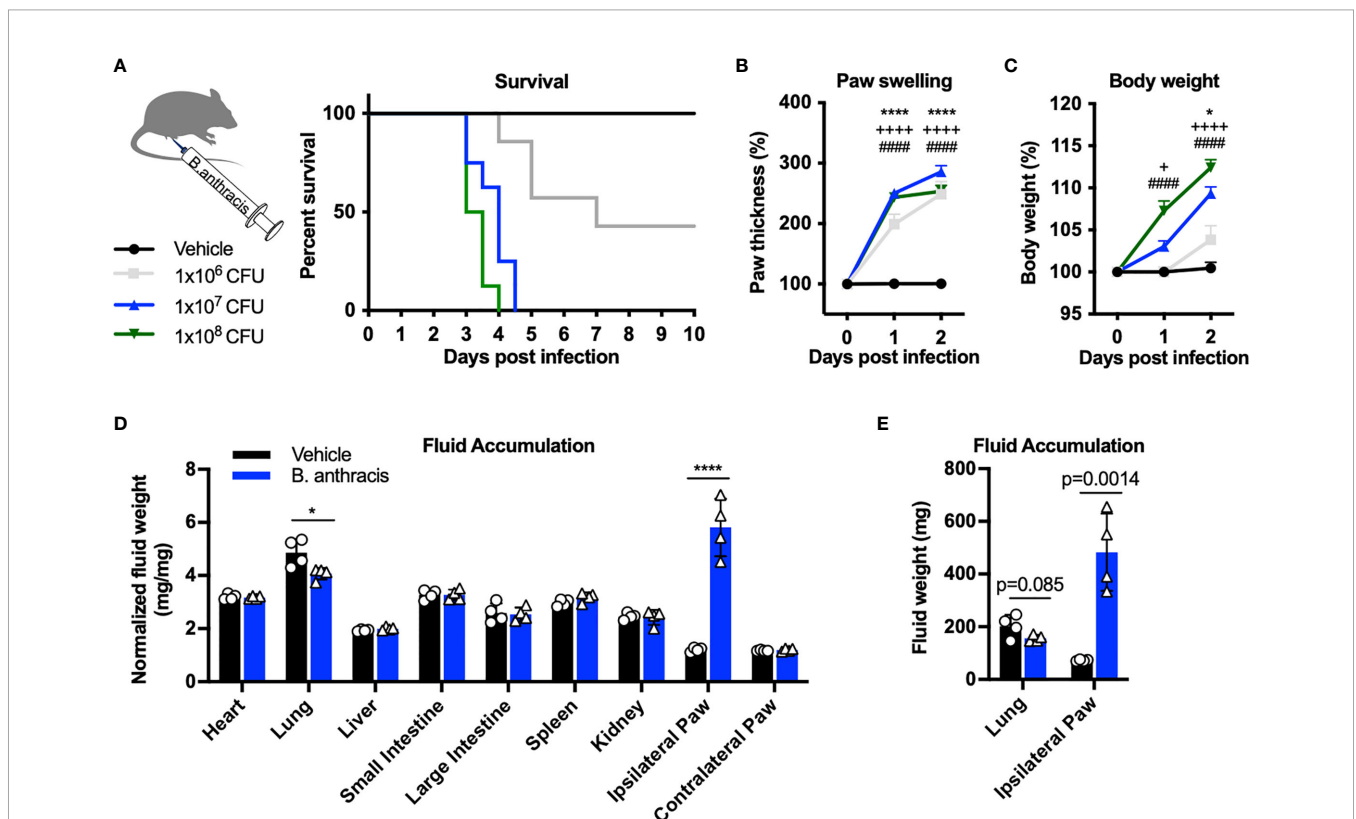 A
B. anthracis
Vehicle
1x10⁶ CFU
1x10⁷ CFU
1x10⁸ CFU
Survival
Percent survival
100
50
0
0 1 2 3 4 5 6 7 8 9 10
Days post infection
B
Paw swelling
Paw thickness (%)
400
300
200
100
**** ****
++++ ++++
#### ####
0 1 2
Days post infection
C
Body weight
Body weight (%)
115
110
105
100
95
*
++++
####
+
####
0 1 2
Days post infection
D
Fluid Accumulation
Vehicle
B. anthracis
Normalized fluid weight
(mg/mg)
8
6
4
2
0
*
****
Heart
Lung
Liver
Small Intestine
Large Intestine
Spleen
Kidney
Ipsilateral Paw
Contralateral Paw
E
Fluid Accumulation
Fluid weight (mg)
800
600
400
200
0
p=0.0014
p=0.085
Lung
Ipsilateral Paw